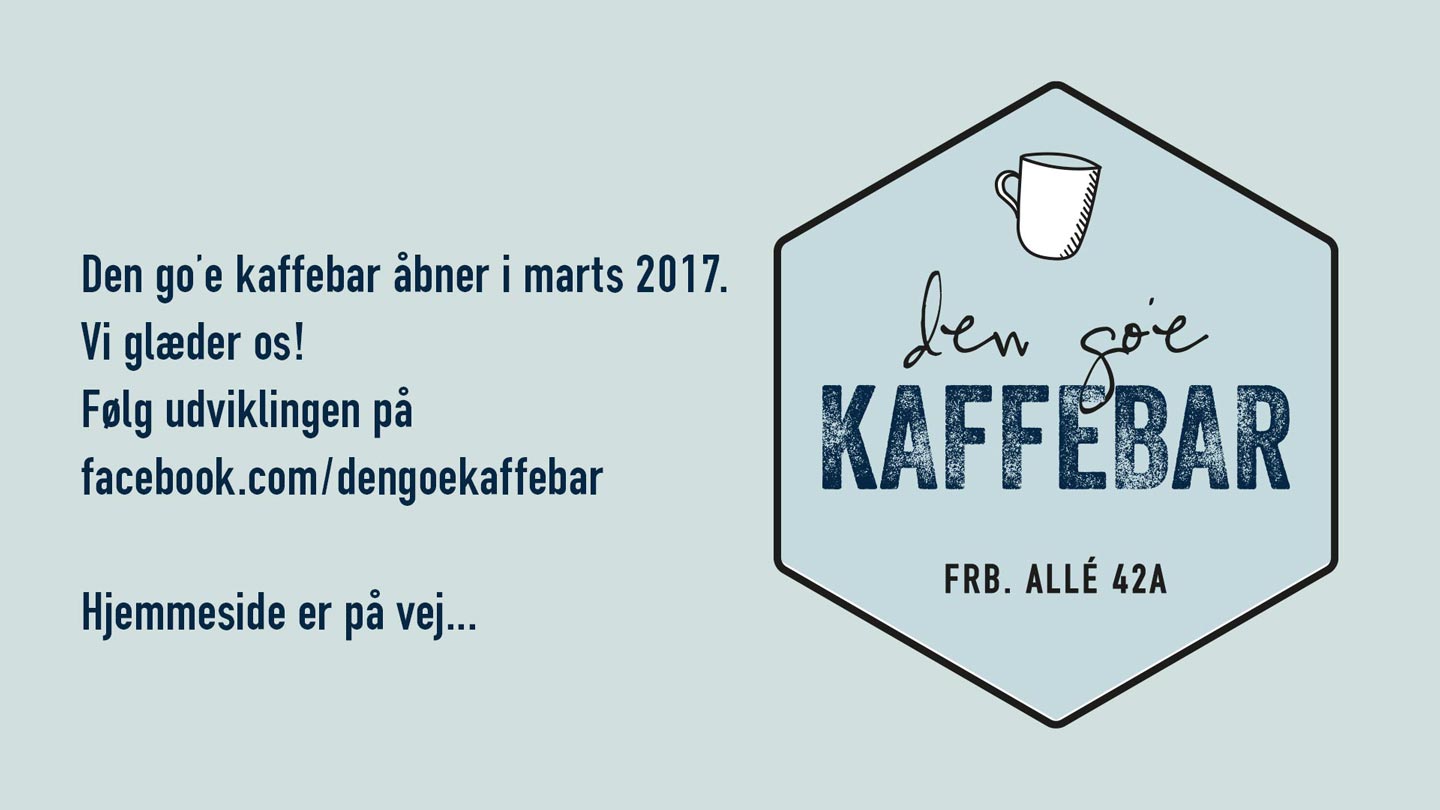 Den go'e kaffebar åbner i marts 2017.
Vi glæder os!
Følg udviklingen på
facebook.com/dengoekaffebar
Hjemmeside er på vej...
den go'e
KAFFEBAR
FRB. ALLÉ 42A